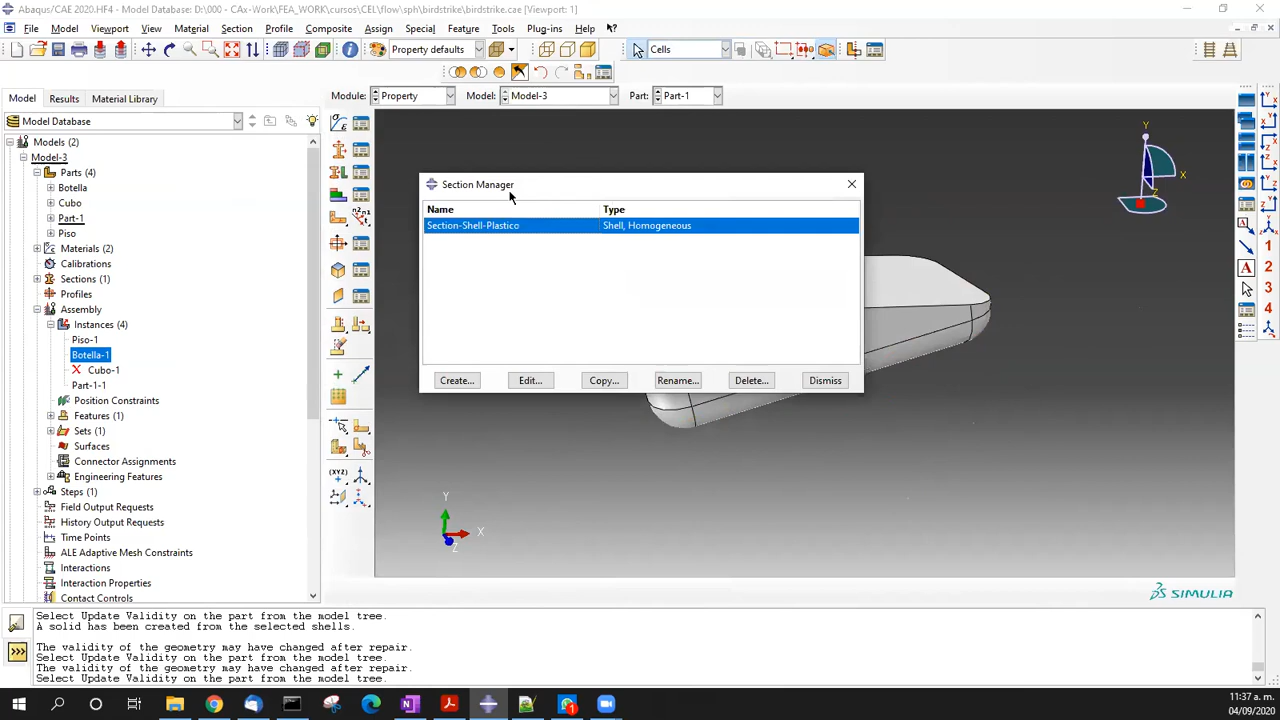 Abaqus/CAE 2020.HF4 - Model Database: D:\000 - CAx-Work\FEA_WORK\cursos\CEL\flow\sph\birdstrike\birdstrike.cae [Viewport: 1]
File Model Viewport View Material Section Profile Composite Assign Special Feature Tools Plug-ins Help
Property defaults Cells
Model Results Material Library Module: Property Model: Model-3 Part: Part-1
Model Database
Models (2)
Model-3
Parts (4)
Botella
Cubo
Part-1
Piso
Materials (2)
Calibrations
Sections (1)
Profiles
Assembly
Instances (4)
Piso-1
Botella-1
Cubo-1
Part-1-1
Position Constraints
Features (1)
Sets (1)
Surfaces
Connector Assignments
Engineering Features
Steps (1)
Field Output Requests
History Output Requests
Time Points
ALE Adaptive Mesh Constraints
Interactions
Interaction Properties
Contact Controls
Section Manager
Name Type
Section-Shell-Plastico Shell, Homogeneous
Create... Edit... Copy... Rename... Delete... Dismiss
Y
X
Z
Y
X
Z
(XYZ)
A
1
2
3
4
SIMULIA
Select Update Validity on the part from the model tree.
A solid has been created from the selected shells.
The validity of the geometry may have changed after repair.
Select Update Validity on the part from the model tree.
The validity of the geometry may have changed after repair.
Select Update Validity on the part from the model tree.
11:37 a. m.
04/09/2020